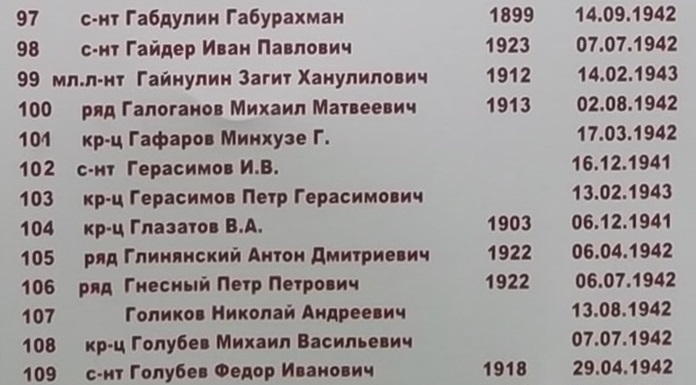 97 с-нт Габдулин Габурахман 1899 14.09.1942
98 с-нт Гайдер Иван Павлович 1923 07.07.1942
99 мл.л-нт Гайнулин Загит Ханулилович 1912 14.02.1943
100 ряд Галоганов Михаил Матвеевич 1913 02.08.1942
101 кр-ц Гафаров Минхузе Г. 17.03.1942
102 с-нт Герасимов И.В. 16.12.1941
103 кр-ц Герасимов Петр Герасимович 13.02.1943
104 кр-ц Глазатов В.А. 1903 06.12.1941
105 ряд Глинянский Антон Дмитриевич 1922 06.04.1942
106 ряд Гнесный Петр Петрович 1922 06.07.1942
107 Голиков Николай Андреевич 13.08.1942
108 кр-ц Голубев Михаил Васильевич 07.07.1942
109 с-нт Голубев Федор Иванович 1918 29.04.1942